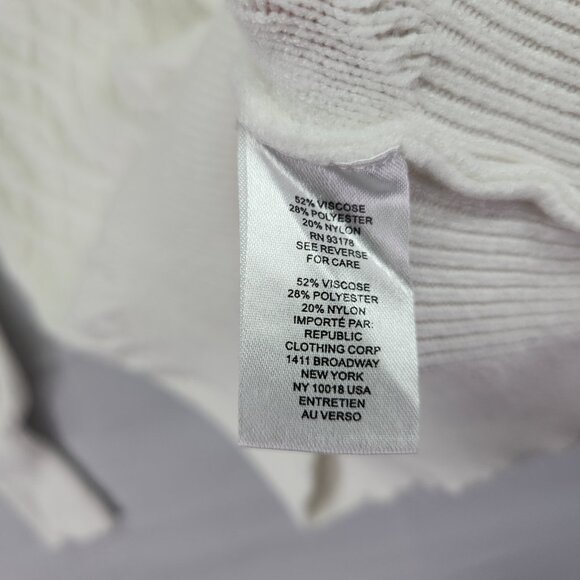 52% VISCOSE
28% POLYESTER
20% NYLON
RN 93178
SEE REVERSE
FOR CARE
52% VISCOSE
28% POLYESTER
20% NYLON
IMPORTÉ PAR:
REPUBLIC
CLOTHING CORP
1411 BROADWAY
NEW YORK
NY 10018 USA
ENTRETIEN
AU VERSO